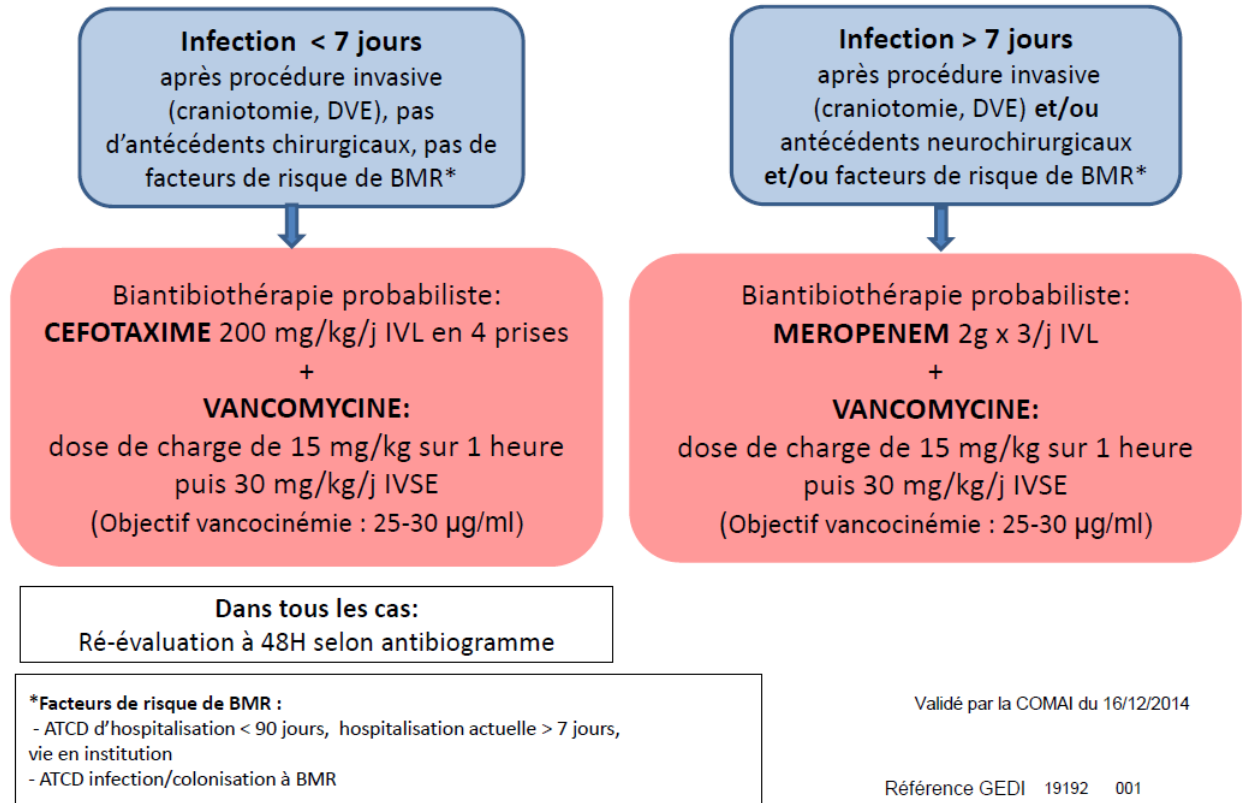 Infection < 7 jours
après procédure invasive
(craniotomie, DVE), pas
d'antécédents chirurgicaux, pas de
facteurs de risque de BMR*
Infection > 7 jours
après procédure invasive
(craniotomie, DVE) et/ou
antécédents neurochirurgicaux
et/ou facteurs de risque de BMR*
Biantibiothérapie probabiliste:
CEFOTAXIME 200 mg/kg/j IVL en 4 prises
+
VANCOMYCINE:
dose de charge de 15 mg/kg sur 1 heure
puis 30 mg/kg/j IVSE
(Objectif vancocinémie : 25-30 µg/ml)
Biantibiothérapie probabiliste:
MEROPENEM 2g x 3/j IVL
+
VANCOMYCINE:
dose de charge de 15 mg/kg sur 1 heure
puis 30 mg/kg/j IVSE
(Objectif vancocinémie : 25-30 µg/ml)
Dans tous les cas:
Ré-évaluation à 48H selon antibiogramme
*Facteurs de risque de BMR :
- ATCD d'hospitalisation < 90 jours, hospitalisation actuelle > 7 jours,
vie en institution
- ATCD infection/colonisation à BMR
Validé par la COMAI du 16/12/2014
Référence GEDI 19192 001